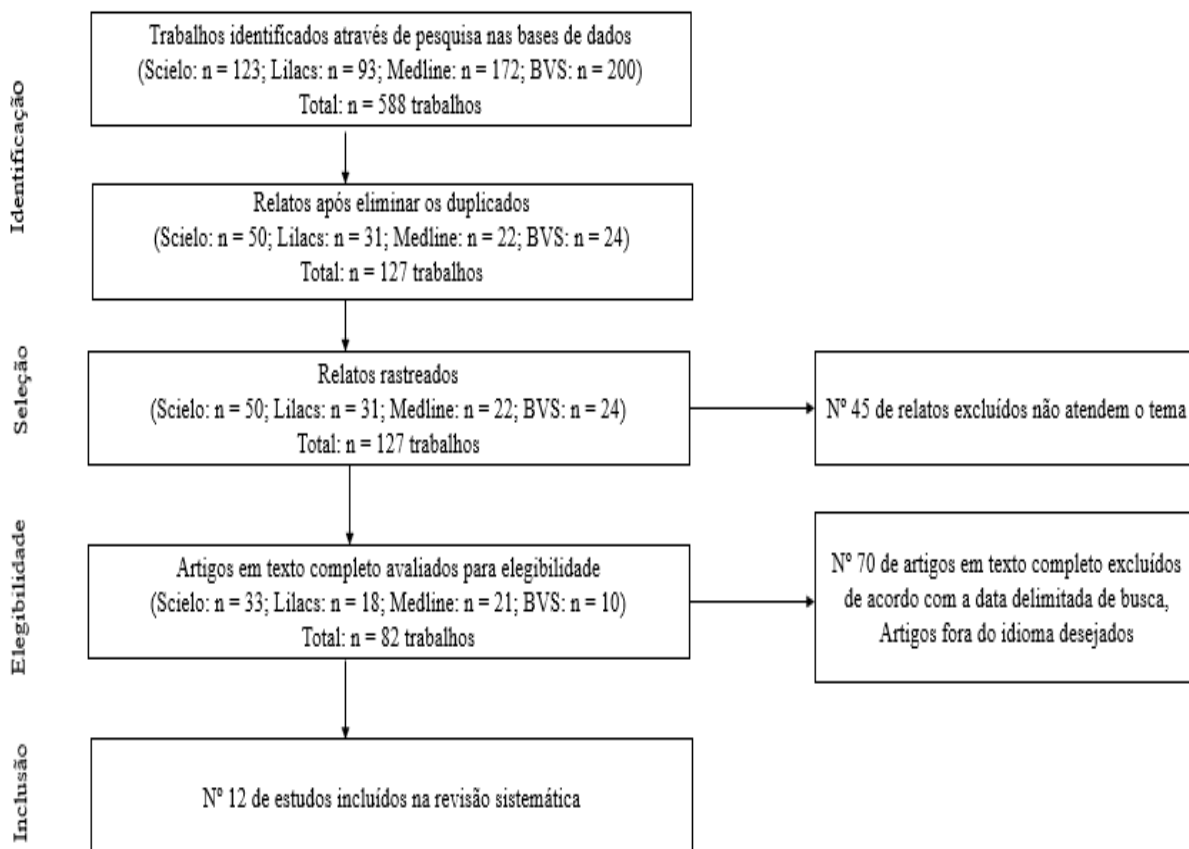 Identificação
Trabalhos identificados através de pesquisa nas bases de dados
(Scielo: n = 123; Lilacs: n = 93; Medline: n = 172; BVS: n = 200)
Total: n = 588 trabalhos
Relatos após eliminar os duplicados
(Scielo: n = 50; Lilacs: n = 31; Medline: n = 22; BVS: n = 24)
Total: n = 127 trabalhos
Seleção
Relatos rastreados
(Scielo: n = 50; Lilacs: n = 31; Medline: n = 22; BVS: n = 24)
Total: n = 127 trabalhos
Nº 45 de relatos excluídos não atendem o tema
Elegibilidade
Artigos em texto completo avaliados para elegibilidade
(Scielo: n = 33; Lilacs: n = 18; Medline: n = 21; BVS: n = 10)
Total: n = 82 trabalhos
Nº 70 de artigos em texto completo excluídos
de acordo com a data delimitada de busca,
Artigos fora do idioma desejados
Inclusão
Nº 12 de estudos incluídos na revisão sistemática